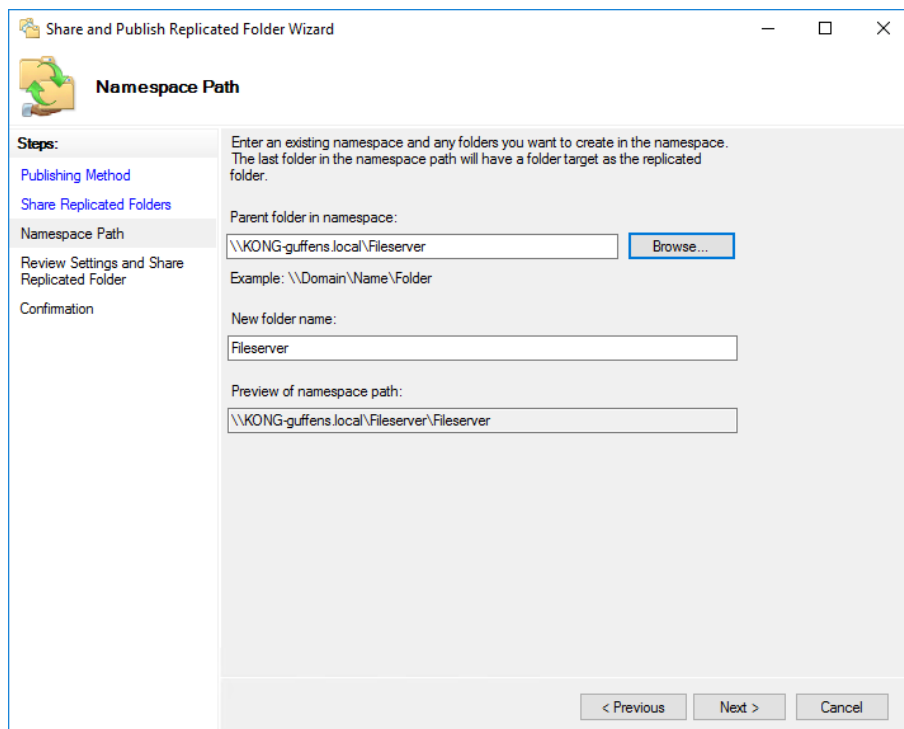 Share and Publish Replicated Folder Wizard
Namespace Path
Steps:
Publishing Method
Share Replicated Folders
Namespace Path
Review Settings and Share
Replicated Folder
Confirmation
Enter an existing namespace and any folders you want to create in the namespace.
The last folder in the namespace path will have a folder target as the replicated
folder.
Parent folder in namespace:
\\KONG-guffens.local\Fileserver
Browse...
Example: \\Domain\Name\Folder
New folder name:
Fileserver
Preview of namespace path:
\\KONG-guffens.local\Fileserver\Fileserver
< Previous
Next >
Cancel